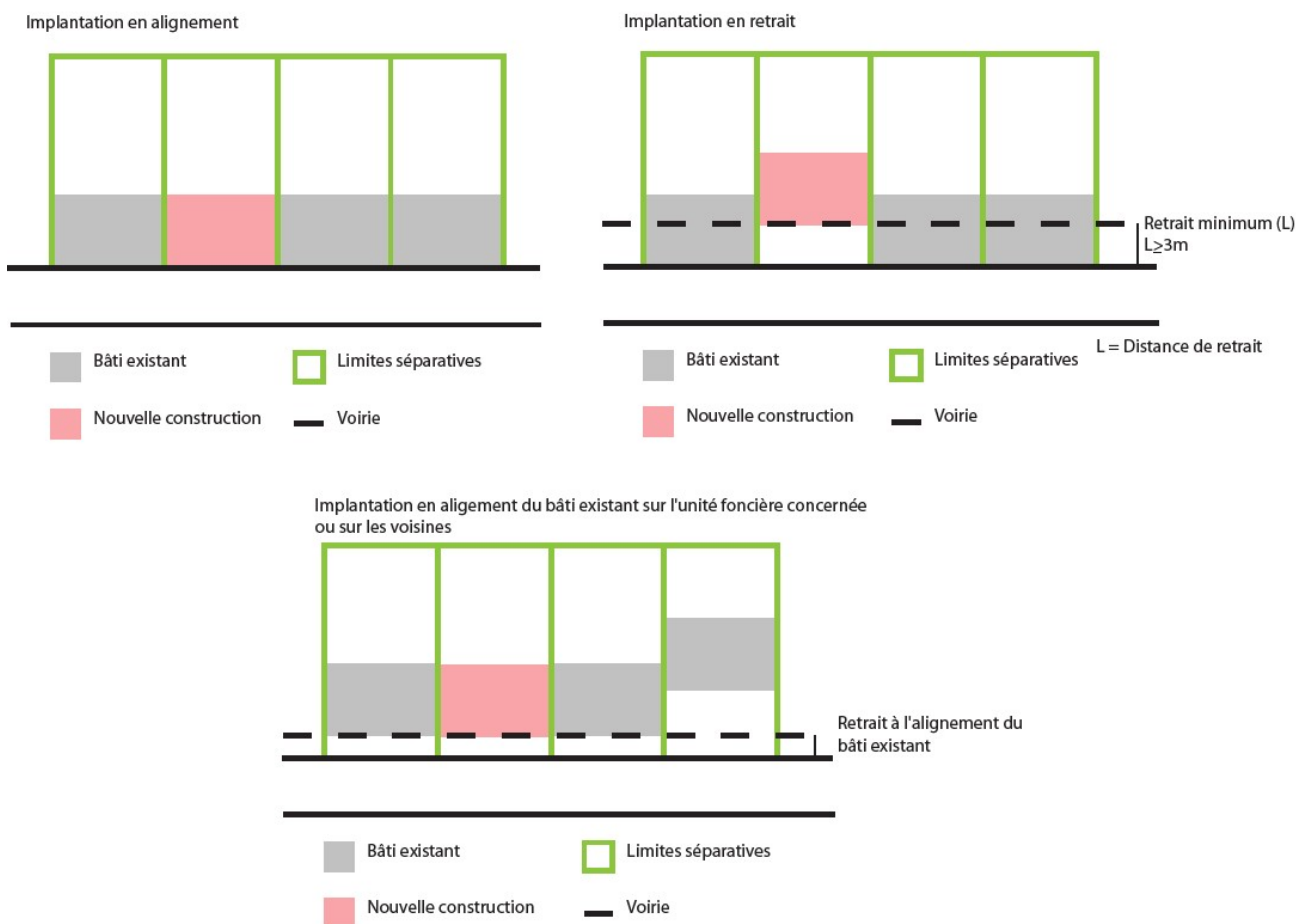 Implantation en alignement
Bâti existant
Limites séparatives
Nouvelle construction
Voirie
Implantation en retrait
Retrait minimum (L)
L≥3m
L = Distance de retrait
Bâti existant
Limites séparatives
Nouvelle construction
Voirie
Implantation en aligement du bâti existant sur l'unité foncière concernée
ou sur les voisines
Retrait à l'alignement du
bâti existant
Bâti existant
Limites séparatives
Nouvelle construction
Voirie